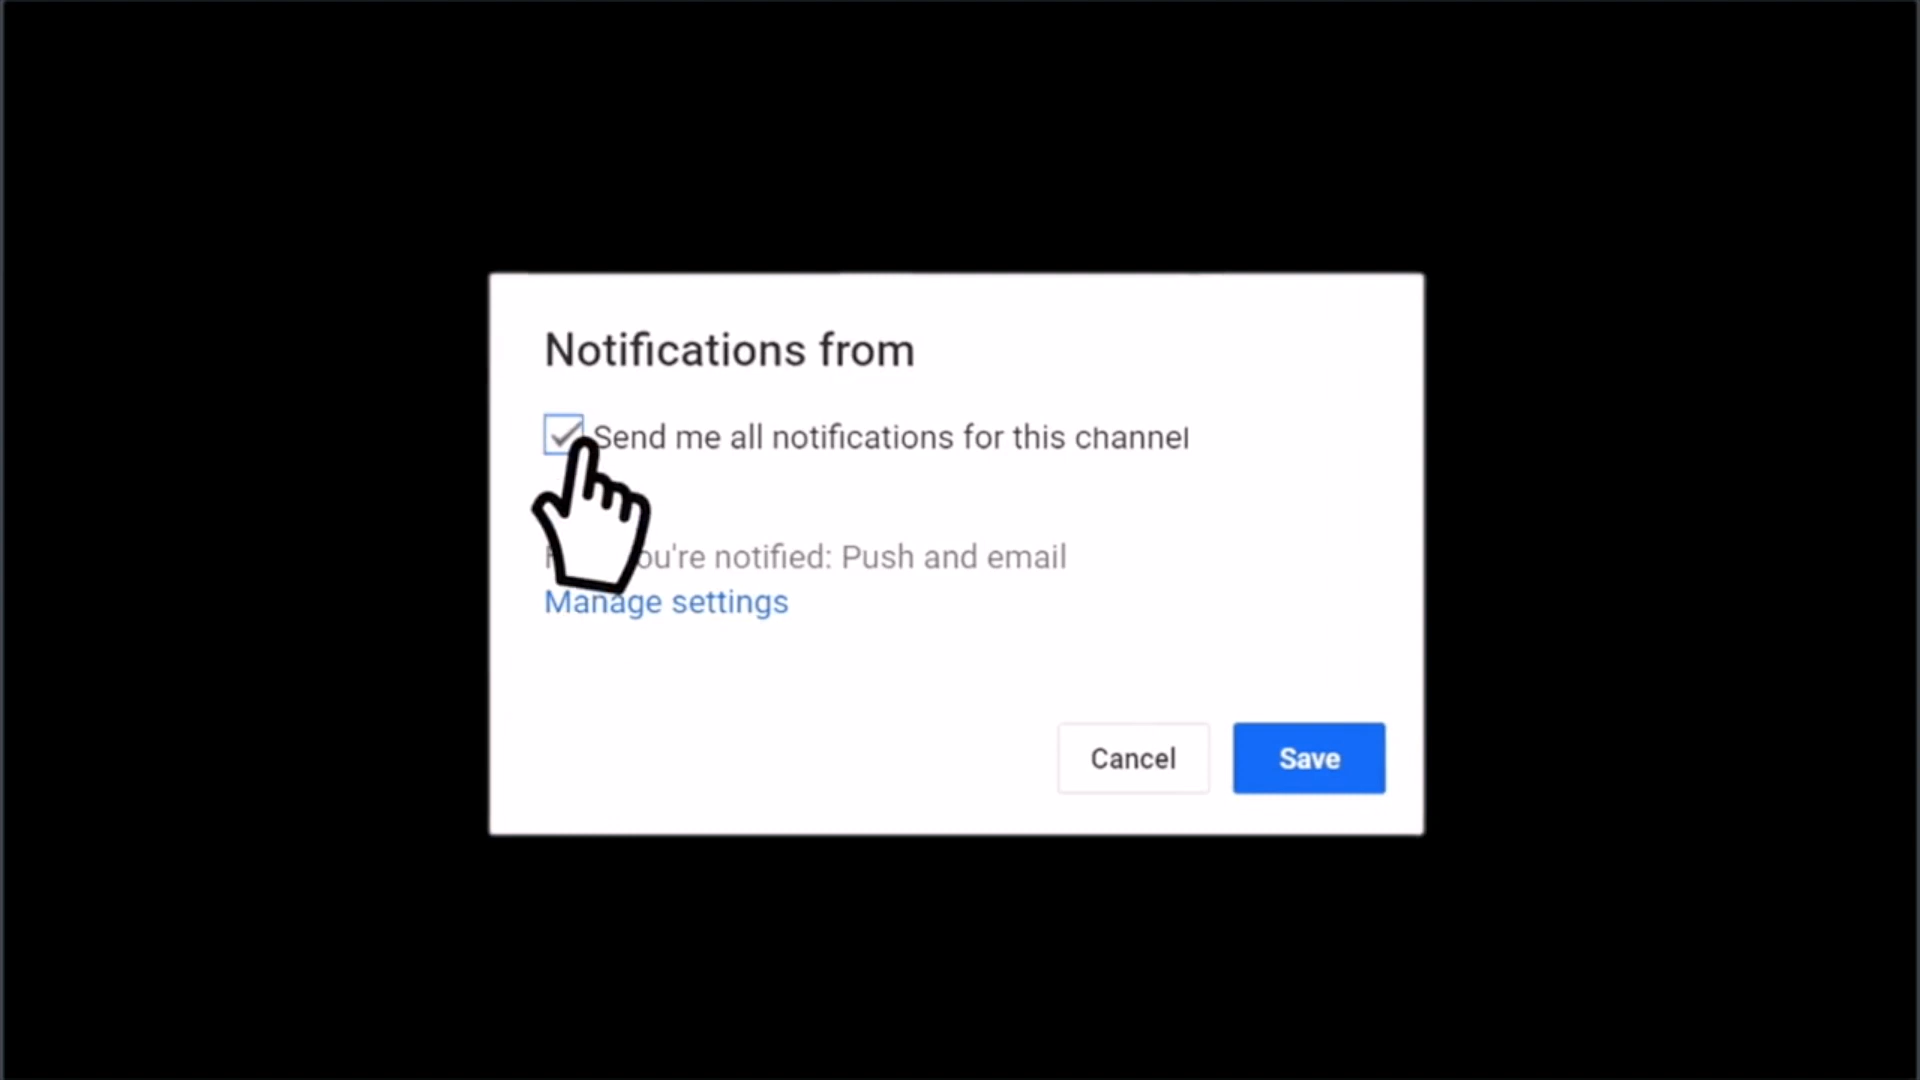 Notifications from
Send me all notifications for this channel
ou're notified: Push and email
Manage settings
Cancel
Save